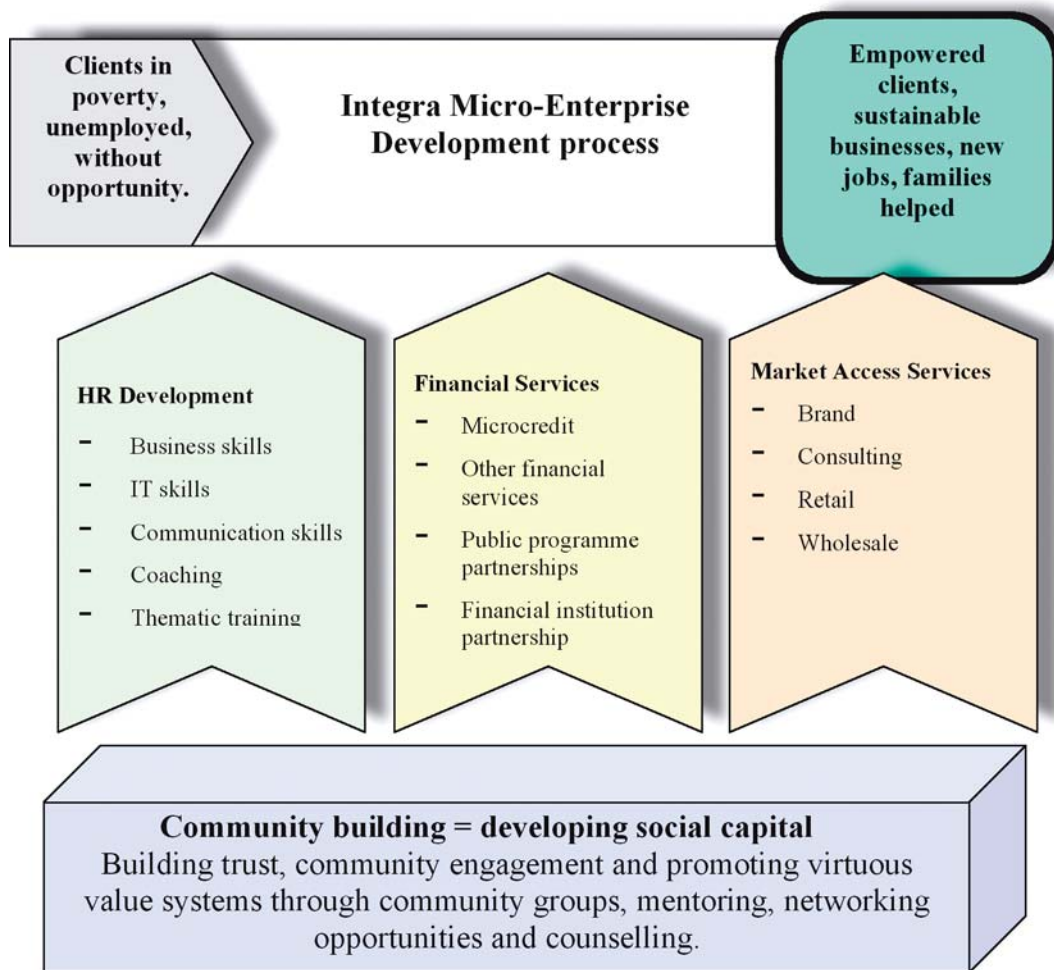 Clients in
poverty,
unemployed,
without
opportunity.
Integra Micro-Enterprise
Development process
Empowered
clients,
sustainable
businesses, new
jobs, families
helped
HR Development
- Business skills
- IT skills
- Communication skills
- Coaching
- Thematic training
Financial Services
- Microcredit
- Other financial
services
- Public programme
partnerships
- Financial institution
partnership
Market Access Services
- Brand
- Consulting
- Retail
- Wholesale
Community building = developing social capital
Building trust, community engagement and promoting virtuous
value systems through community groups, mentoring, networking
opportunities and counselling.